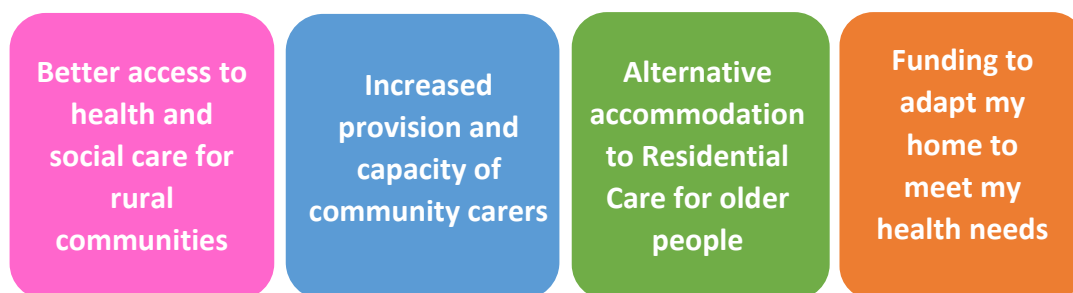 Better access to
health and
social care for
rural
communities
Increased
provision and
capacity of
community carers
Alternative
accommodation
to Residential
Care for older
people
Funding to
adapt my
home to
meet my
health needs